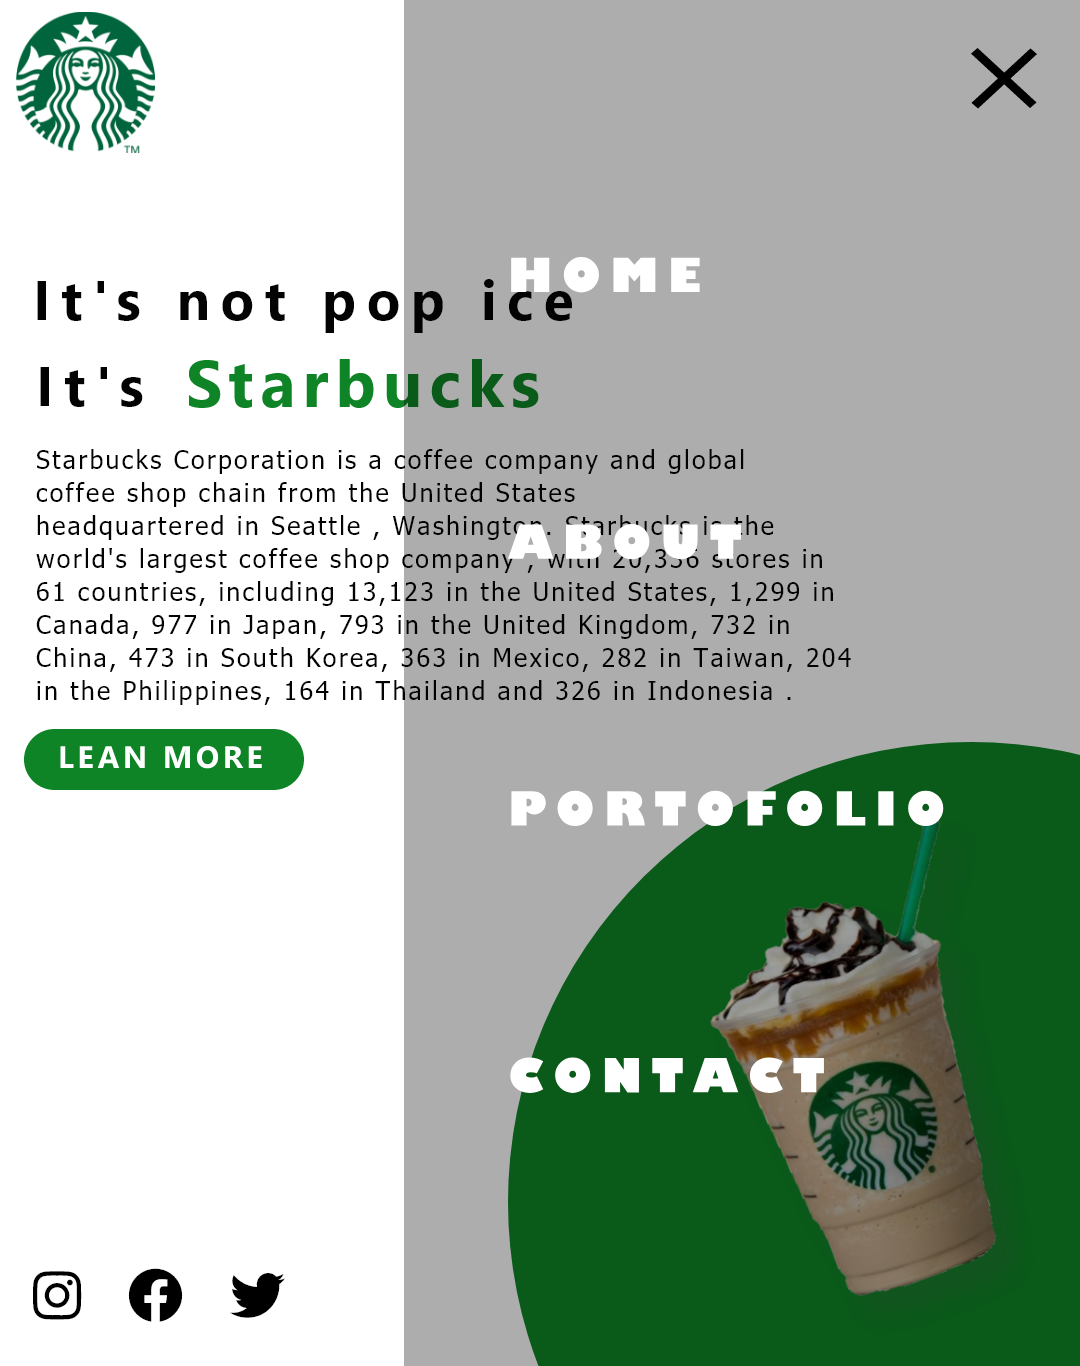 TM
HOME
It's not pop ice
It's Starbucks
Starbucks Corporation is a coffee company and global
coffee shop chain from the United States
headquartered in Seattle , Washington. Starbucks is the
ABOUT
world's largest coffee shop company , with 20,336 stores in
61 countries, including 13,123 in the United States, 1,299 in
Canada, 977 in Japan, 793 in the United Kingdom, 732 in
China, 473 in South Korea, 363 in Mexico, 282 in Taiwan, 204
in the Philippines, 164 in Thailand and 326 in Indonesia .
LEAN MORE
PORTOFOLIO
CONTACT